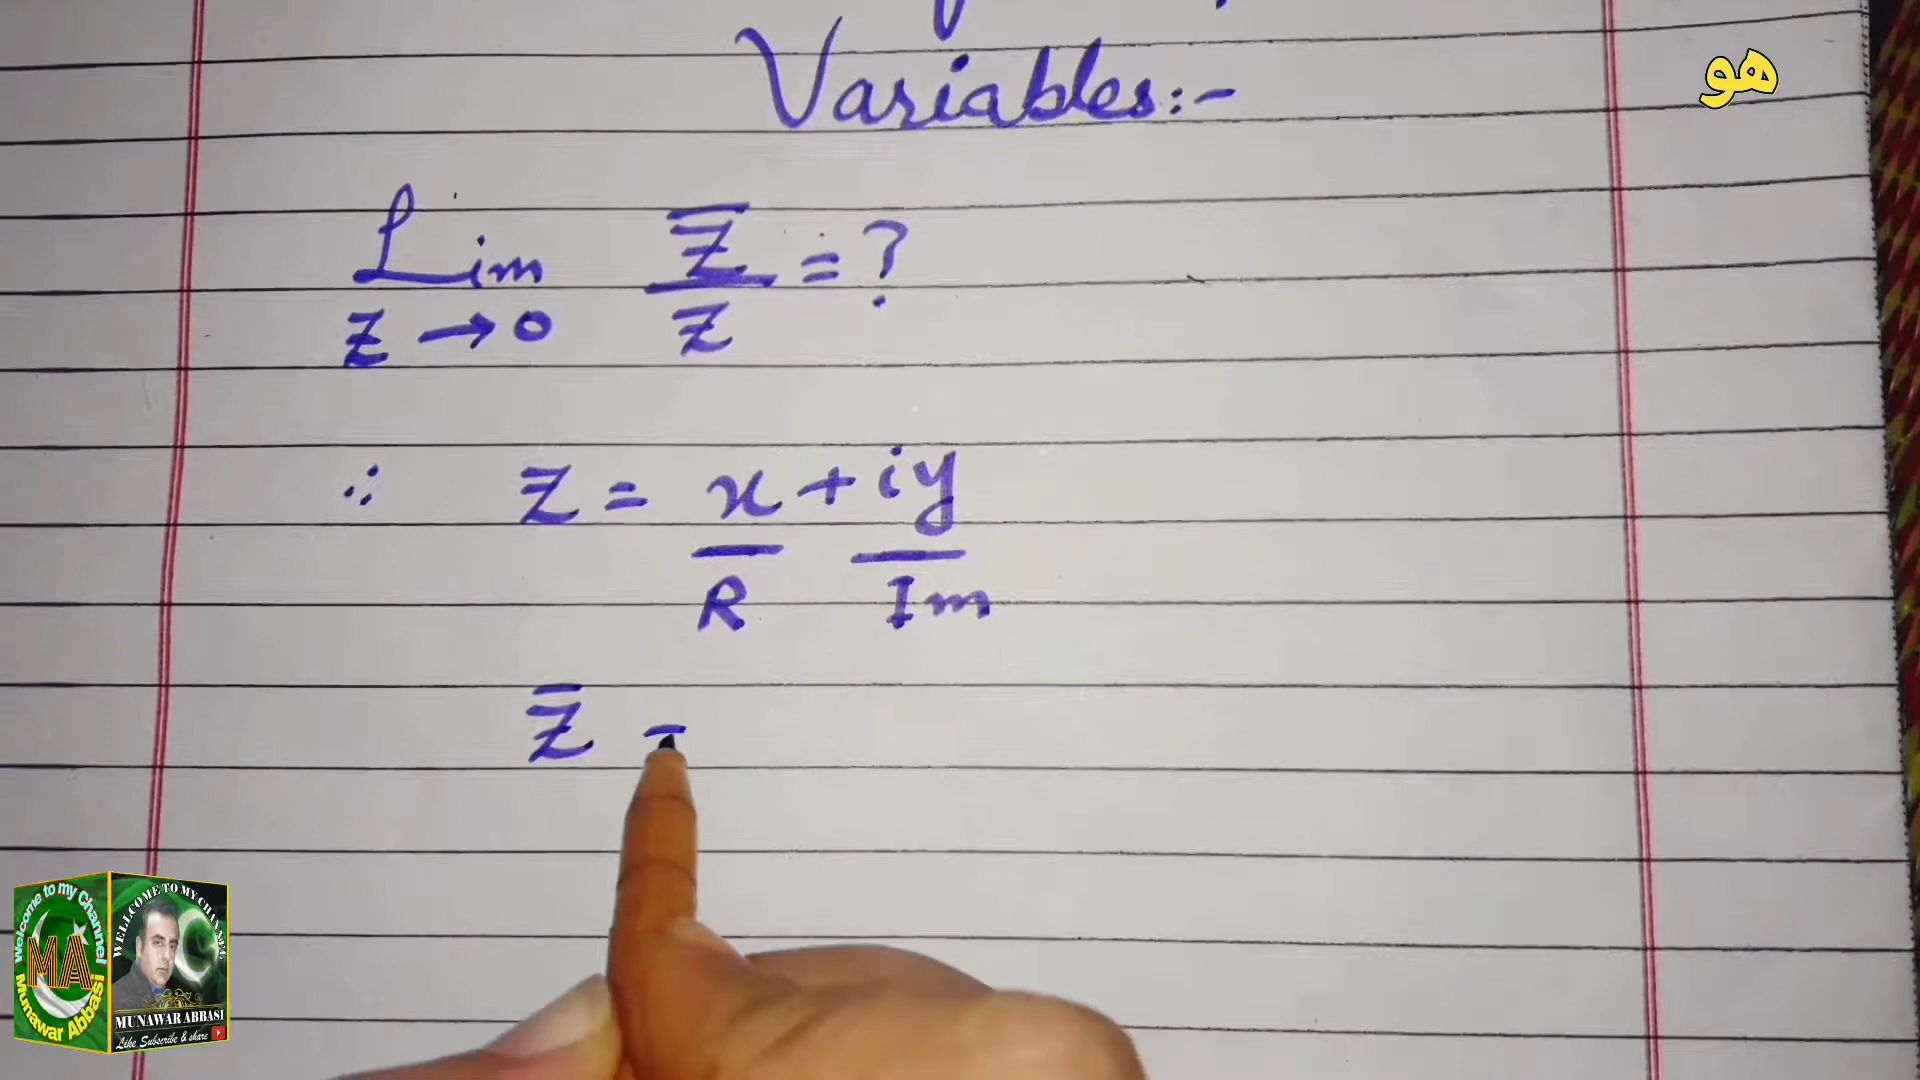 Variables:-
هو
Lim z̅/z = ?
z → 0
∴ z = x + iy
R Im
z̅ -
welcome to my Channel
MA
Munawar Abbasi
WELLCOME TO MY CHANNEL
MUNAWAR ABBASI
Like Subscribe & share